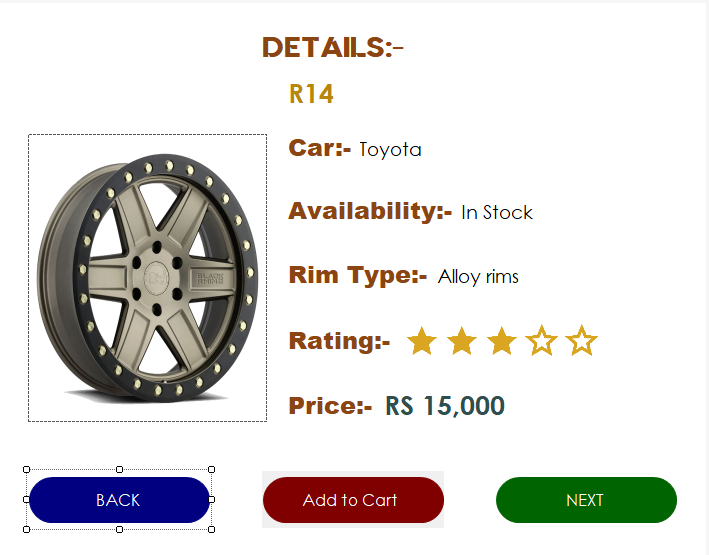 DETAILS:-
R14
Car:- Toyota
Availability:- In Stock
Rim Type:- Alloy rims
BLACK
RHINO
Rating:-
Price:- RS 15,000
BACK
Add to Cart
NEXT